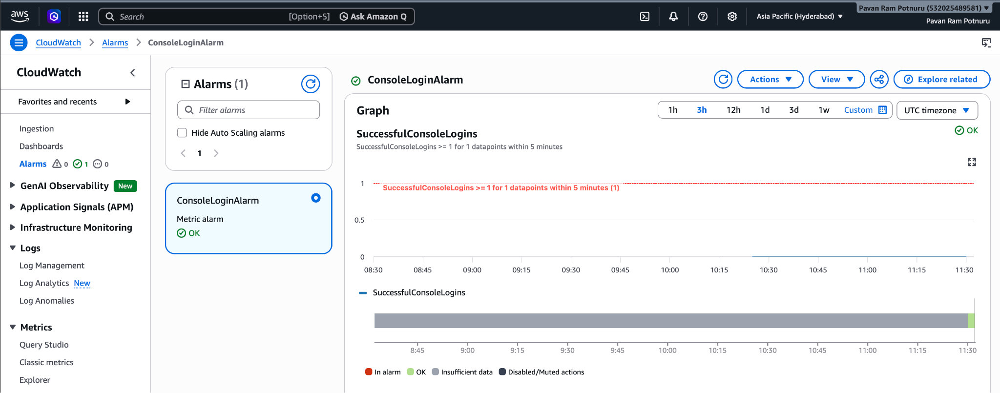 aws
Search [Option+S] Ask Amazon Q
Asia Pacific (Hyderabad)
Pavan Ram Potnuru (532025489581)
Pavan Ram Potnuru
CloudWatch > Alarms > ConsoleLoginAlarm
CloudWatch
Favorites and recents
Ingestion
Dashboards
Alarms 0 1 0
GenAI Observability New
Application Signals (APM)
Infrastructure Monitoring
Logs
Log Management
Log Analytics New
Log Anomalies
Metrics
Query Studio
Classic metrics
Explorer
Alarms (1)
Filter alarms
Hide Auto Scaling alarms
1
ConsoleLoginAlarm
Metric alarm
OK
ConsoleLoginAlarm
Actions View Explore related
Graph
1h 3h 12h 1d 3d 1w Custom UTC timezone
SuccessfulConsoleLogins
OK
SuccessfulConsoleLogins >= 1 for 1 datapoints within 5 minutes
1
SuccessfulConsoleLogins >= 1 for 1 datapoints within 5 minutes (1)
0.5
0
08:30 08:45 09:00 09:15 09:30 09:45 10:00 10:15 10:30 10:45 11:00 11:15 11:30
SuccessfulConsoleLogins
8:45 9:00 9:15 9:30 9:45 10:00 10:15 10:30 10:45 11:00 11:15 11:30
In alarm OK Insufficient data Disabled/Muted actions